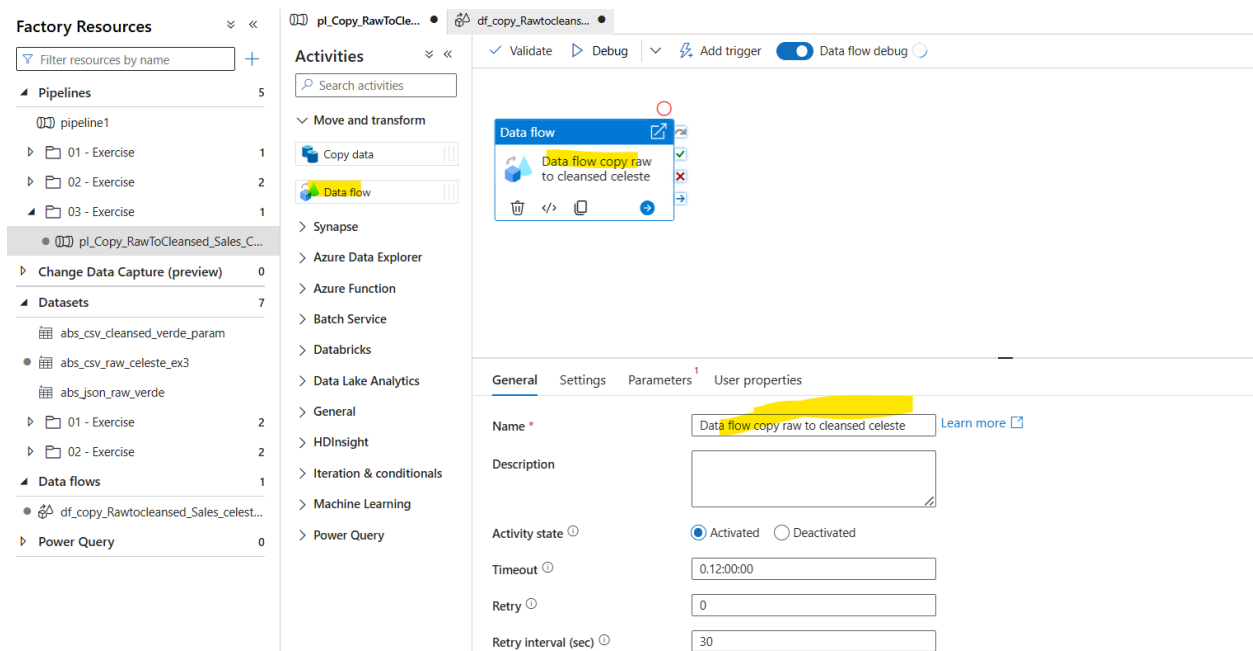 Factory Resources
Filter resources by name
Pipelines 5
pipeline1
01 - Exercise 1
02 - Exercise 2
03 - Exercise 1
pl_Copy_RawToCleansed_Sales_C...
Change Data Capture (preview) 0
Datasets 7
abs_csv_cleansed_verde_param
abs_csv_raw_celeste_ex3
abs_json_raw_verde
01 - Exercise 2
02 - Exercise 2
Data flows 1
df_copy_Rawtocleansed_Sales_celest...
Power Query 0
pl_Copy_RawToCle...
df_copy_Rawtocleans...
Activities
Search activities
Move and transform
Copy data
Data flow
Synapse
Azure Data Explorer
Azure Function
Batch Service
Databricks
Data Lake Analytics
General
HDInsight
Iteration & conditionals
Machine Learning
Power Query
Validate Debug Add trigger Data flow debug
Data flow
Data flow copy raw
to cleansed celeste
General Settings Parameters 1 User properties
Name * Data flow copy raw to cleansed celeste Learn more
Description
Activity state Activated Deactivated
Timeout 0.12:00:00
Retry 0
Retry interval (sec) 30